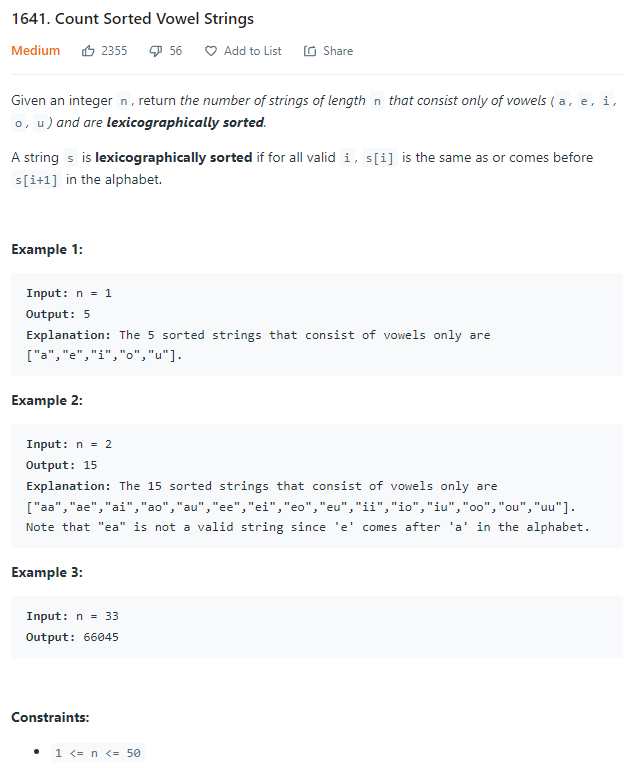 1641. Count Sorted Vowel Strings
Medium 2355 56 Add to List Share
Given an integer n, return the number of strings of length n that consist only of vowels (a, e, i,
o, u) and are lexicographically sorted.
A string s is lexicographically sorted if for all valid i, s[i] is the same as or comes before
s[i+1] in the alphabet.
Example 1:
Input: n = 1
Output: 5
Explanation: The 5 sorted strings that consist of vowels only are
["a","e","i","o","u"].
Example 2:
Input: n = 2
Output: 15
Explanation: The 15 sorted strings that consist of vowels only are
["aa","ae","ai","ao","au","ee","ei","eo","eu","ii","io","iu","oo","ou","uu"].
Note that "ea" is not a valid string since 'e' comes after 'a' in the alphabet.
Example 3:
Input: n = 33
Output: 66045
Constraints:
• 1 <= n <= 50